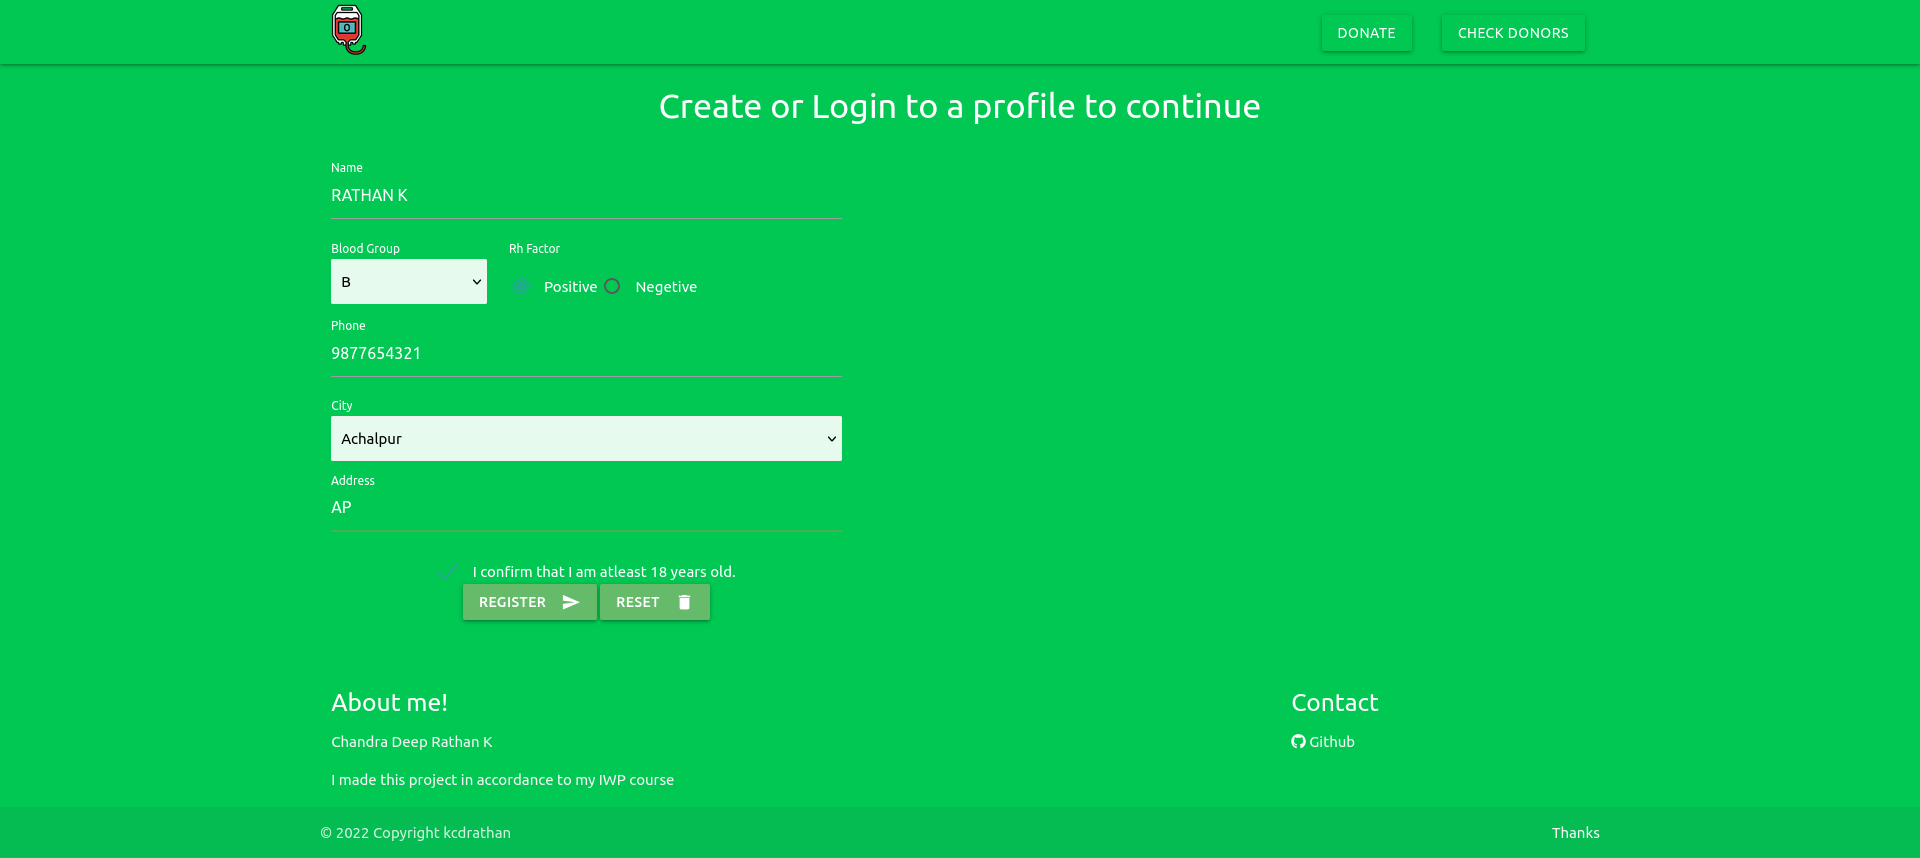 O
DONATE
CHECK DONORS
Create or Login to a profile to continue
Name
RATHAN K
Blood Group
Rh Factor
B
Positive
Negetive
Phone
9877654321
City
Achalpur
Address
AP
I confirm that I am atleast 18 years old.
REGISTER
RESET
About me!
Contact
Chandra Deep Rathan K
Github
I made this project in accordance to my IWP course
© 2022 Copyright kcdrathan
Thanks